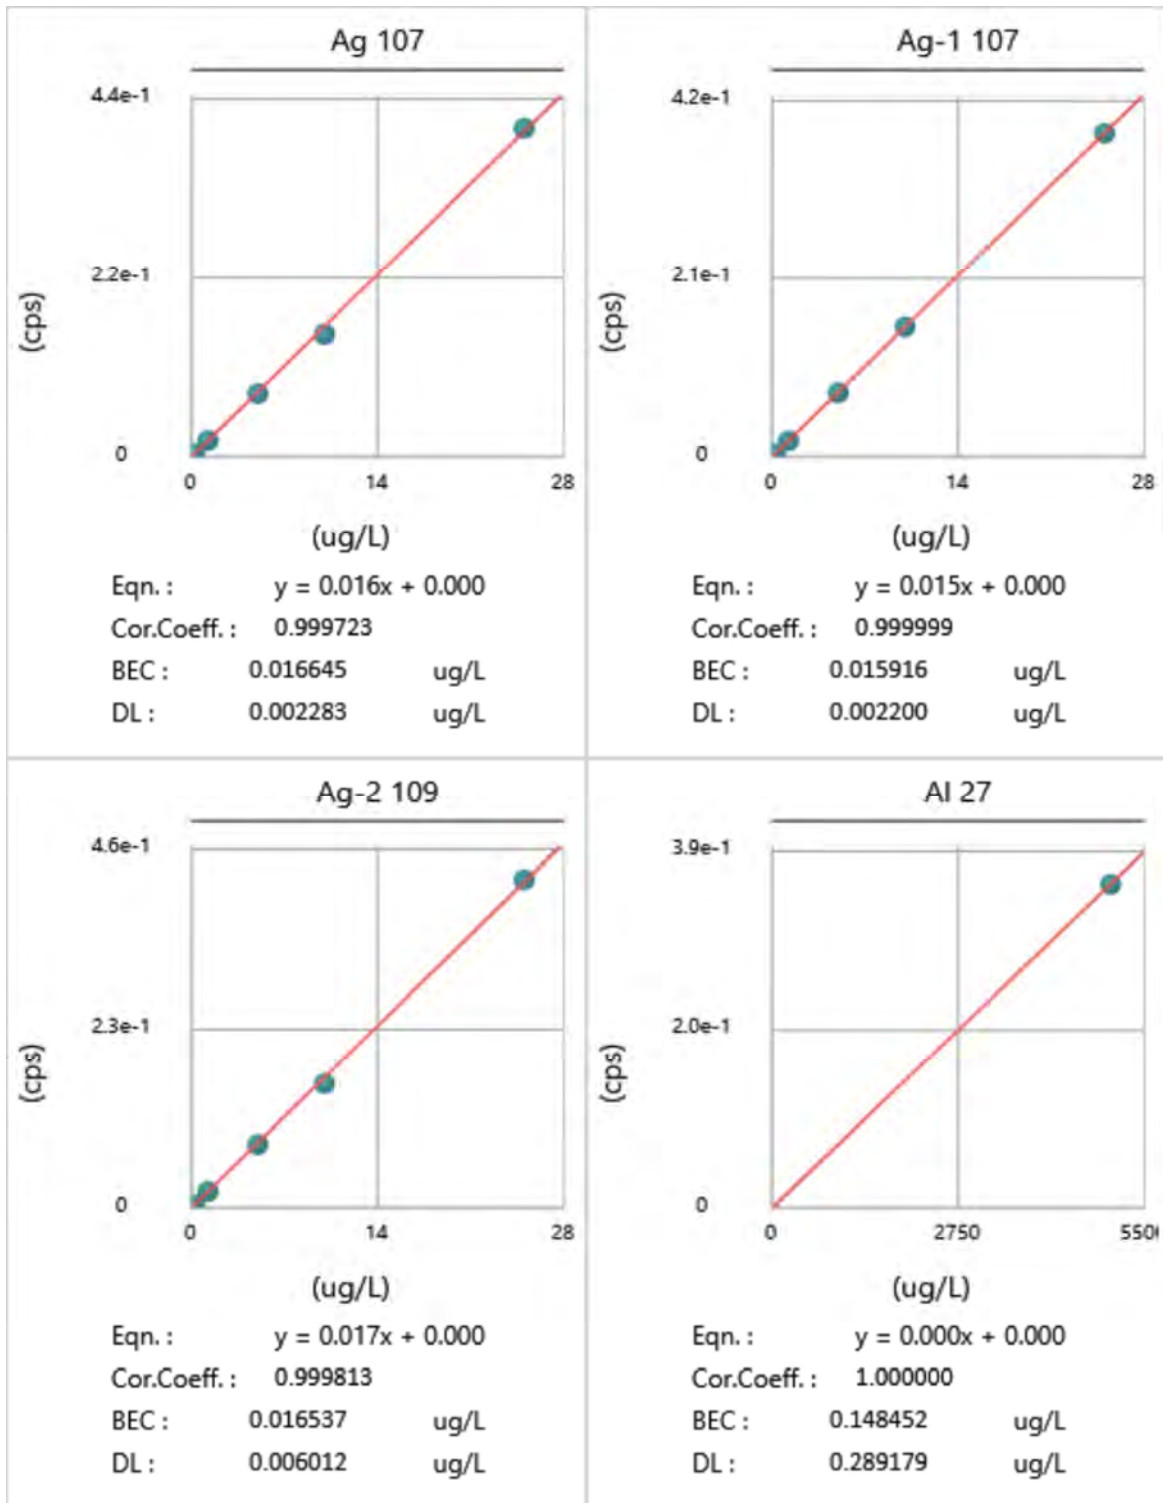 Ag 107
4.4e-1
2.2e-1
0
(cps)
0 14 28
(ug/L)
Eqn. : y = 0.016x + 0.000
Cor.Coeff. : 0.999723
BEC : 0.016645 ug/L
DL : 0.002283 ug/L
Ag-1 107
4.2e-1
2.1e-1
0
(cps)
0 14 28
(ug/L)
Eqn. : y = 0.015x + 0.000
Cor.Coeff. : 0.999999
BEC : 0.015916 ug/L
DL : 0.002200 ug/L
Ag-2 109
4.6e-1
2.3e-1
0
(cps)
0 14 28
(ug/L)
Eqn. : y = 0.017x + 0.000
Cor.Coeff. : 0.999813
BEC : 0.016537 ug/L
DL : 0.006012 ug/L
Al 27
3.9e-1
2.0e-1
0
(cps)
0 2750
(ug/L)
Eqn. : y = 0.000x + 0.000
Cor.Coeff. : 1.000000
BEC : 0.148452 ug/L
DL : 0.289179 ug/L